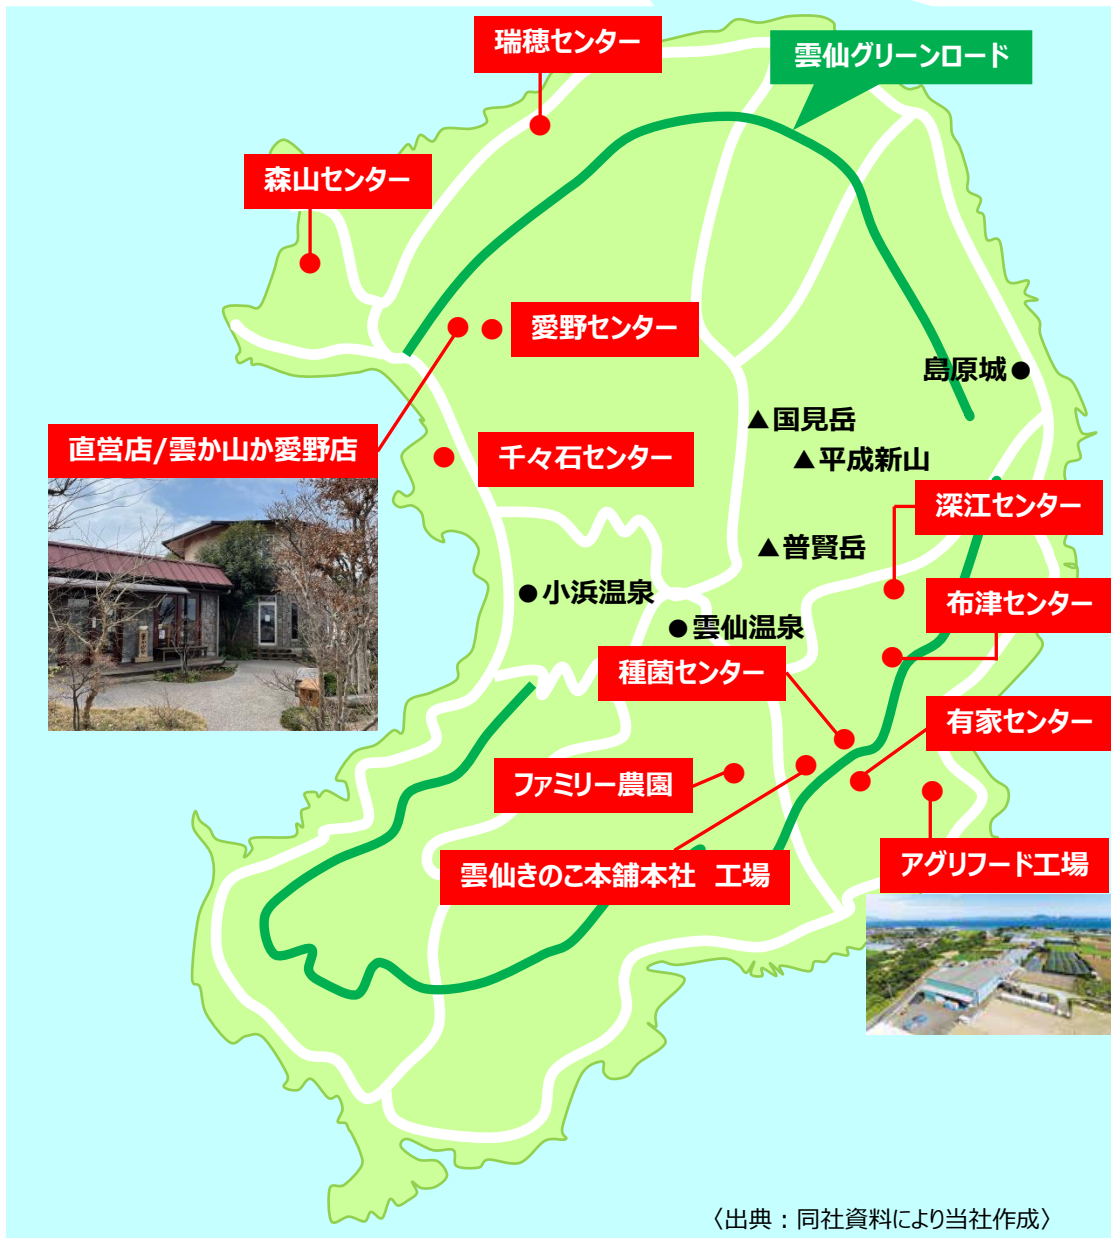 瑞穂センター
雲仙グリーンロード
森山センター
愛野センター
島原城●
▲国見岳
直営店/雲か山か愛野店
千々石センター
▲平成新山
深江センター
▲普賢岳
●小浜温泉
布津センター
●雲仙温泉
種菌センター
有家センター
ファミリー農園
雲仙きのこ本舗本社 工場
アグリフード工場
〈出典：同社資料により当社作成〉